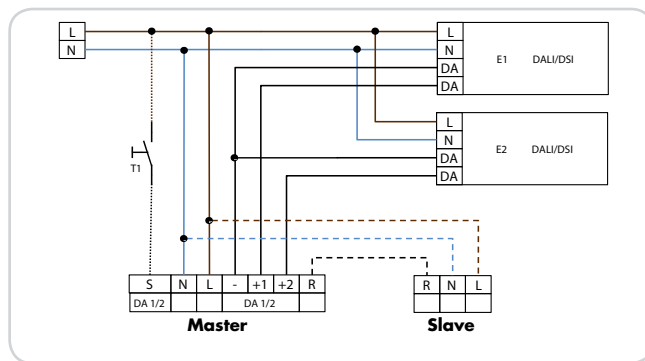 L
N
L
N
DA
DA
E1 DALI/DSI
L
N
DA
DA
E2 DALI/DSI
T1
S N L - +1 +2 R
DA 1/2 DA 1/2
Master
R N L
Slave